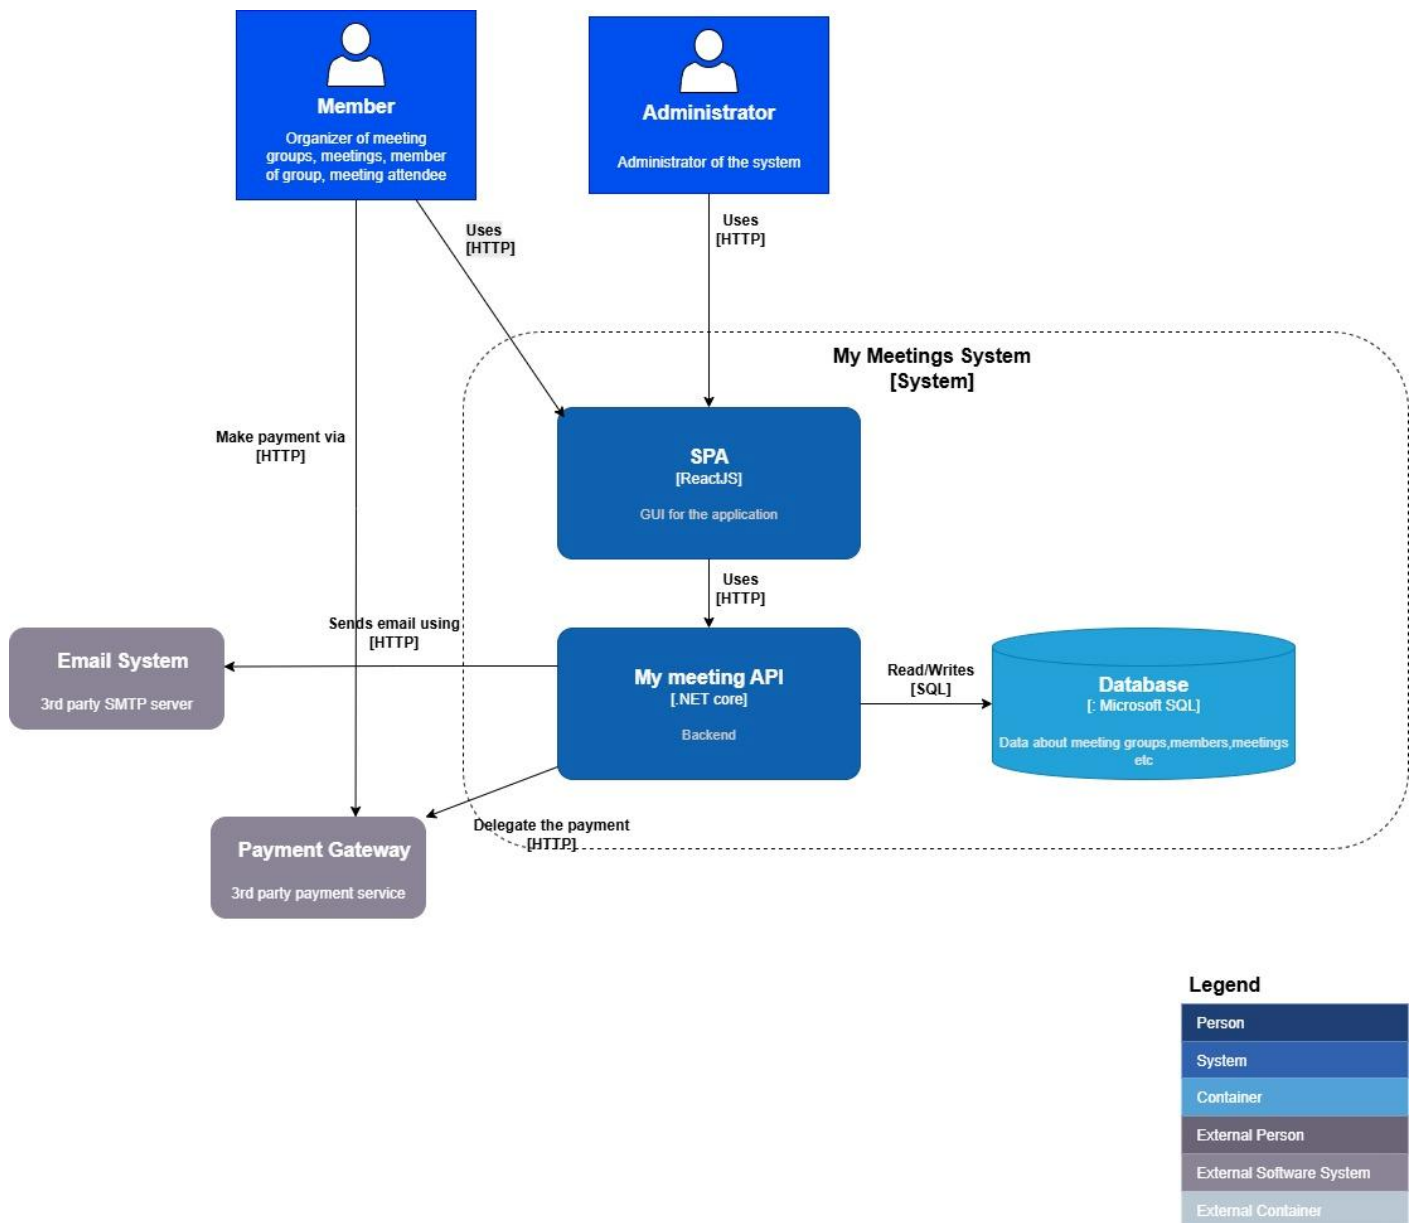 Member
Organizer of meeting
groups, meetings, member
of group, meeting attendee
Administrator
Administrator of the system
Uses
[HTTP]
Uses
[HTTP]
My Meetings System
[System]
Make payment via
[HTTP]
SPA
[ReactJS]
GUI for the application
Uses
[HTTP]
Sends email using
[HTTP]
Email System
3rd party SMTP server
My meeting API
[.NET core]
Backend
Read/Writes
[SQL]
Database
[: Microsoft SQL]
Data about meeting groups,members,meetings
etc
Delegate the payment
[HTTP]
Payment Gateway
3rd party payment service
Legend
Person
System
Container
External Person
External Software System
External Container